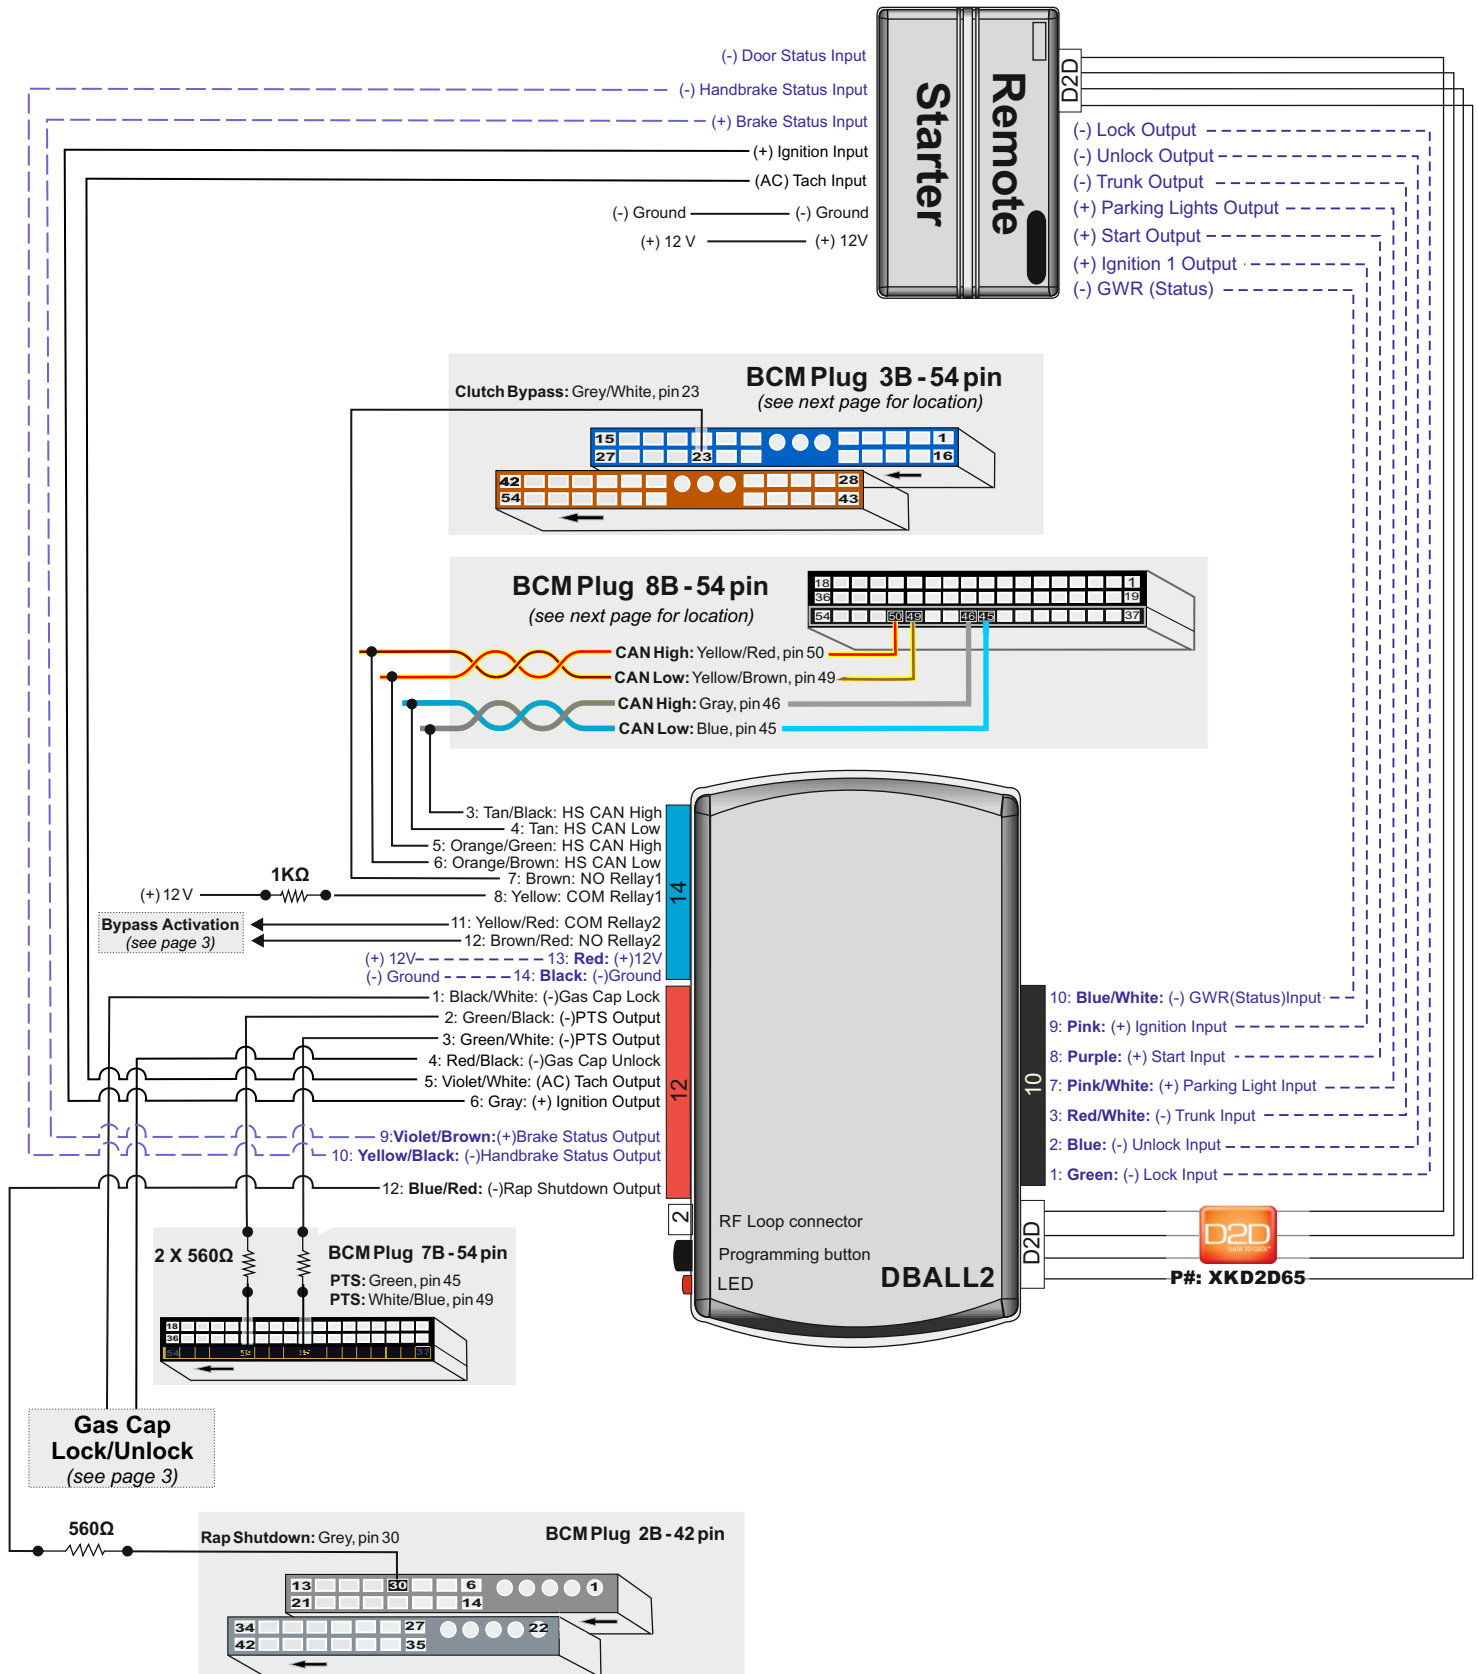 (-) Door Status Input
(-) Handbrake Status Input
(+) Brake Status Input
(+) Ignition Input
(AC) Tach Input
(-) Ground (-) Ground
(+) 12 V (+) 12V
Remote
Starter
D2D
(-) Lock Output
(-) Unlock Output
(-) Trunk Output
(+) Parking Lights Output
(+) Start Output
(+) Ignition 1 Output
(-) GWR (Status)
Clutch Bypass: Grey/White, pin 23
BCM Plug 3B - 54 pin
(see next page for location)
15 1
27 23 16
42 28
54 43
BCM Plug 8B - 54 pin
(see next page for location)
18 1
36 19
54 50 49 46 45 37
CAN High: Yellow/Red, pin 50
CAN Low: Yellow/Brown, pin 49
CAN High: Gray, pin 46
CAN Low: Blue, pin 45
3: Tan/Black: HS CAN High
4: Tan: HS CAN Low
5: Orange/Green: HS CAN High
6: Orange/Brown: HS CAN Low
7: Brown: NO Rellay1
1KΩ
(+) 12 V
8: Yellow: COM Rellay1
Bypass Activation
(see page 3)
11: Yellow/Red: COM Rellay2
12: Brown/Red: NO Rellay2
(+) 12V 13: Red: (+)12V
(-) Ground 14: Black: (-)Ground
14
1: Black/White: (-)Gas Cap Lock
2: Green/Black: (-)PTS Output
3: Green/White: (-)PTS Output
4: Red/Black: (-)Gas Cap Unlock
5: Violet/White: (AC) Tach Output
6: Gray: (+) Ignition Output
9:Violet/Brown:(+)Brake Status Output
10: Yellow/Black: (-)Handbrake Status Output
12: Blue/Red: (-)Rap Shutdown Output
12
10
10: Blue/White: (-) GWR(Status)Input
9: Pink: (+) Ignition Input
8: Purple: (+) Start Input
7: Pink/White: (+) Parking Light Input
3: Red/White: (-) Trunk Input
2: Blue: (-) Unlock Input
1: Green: (-) Lock Input
2
RF Loop connector
Programming button
LED
DBALL2
D2D
D2D
DATA TO DATA
P#: XKD2D65
2 X 560Ω
BCM Plug 7B - 54 pin
PTS: Green, pin 45
PTS: White/Blue, pin 49
18
36
54 37
Gas Cap
Lock/Unlock
(see page 3)
560Ω
Rap Shutdown: Grey, pin 30
BCM Plug 2B - 42 pin
13 30 6 1
21 14
34 27 22
42 35